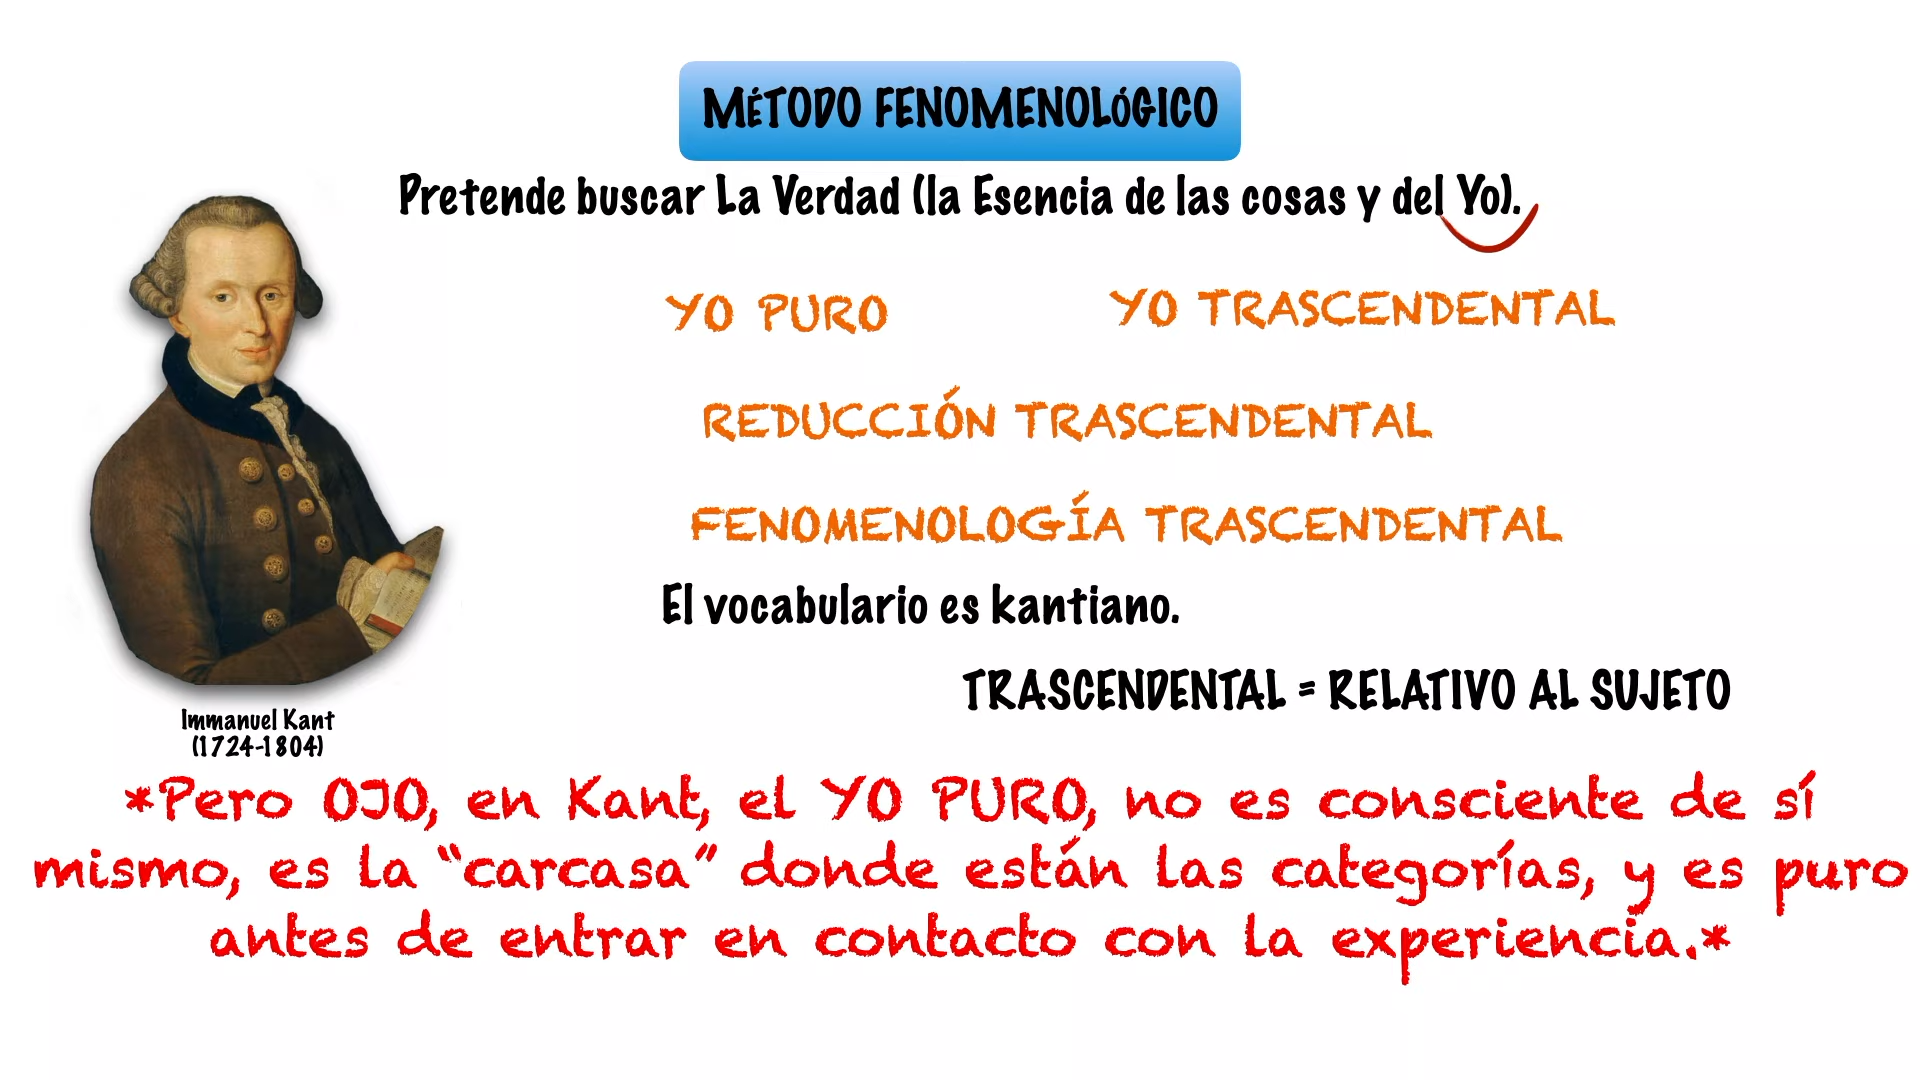 MÉTODO FENOMENOLÓGICO
Pretende buscar La Verdad (la Esencia de las cosas y del Yo).
YO PURO
YO TRASCENDENTAL
REDUCCIÓN TRASCENDENTAL
FENOMENOLOGÍA TRASCENDENTAL
El vocabulario es kantiano.
TRASCENDENTAL = RELATIVO AL SUJETO
Immanuel Kant
(1724-1804)
*Pero OJO, en Kant, el YO PURO, no es consciente de sí
mismo, es la “carcasa” donde están las categorías, y es puro
antes de entrar en contacto con la experiencia.*